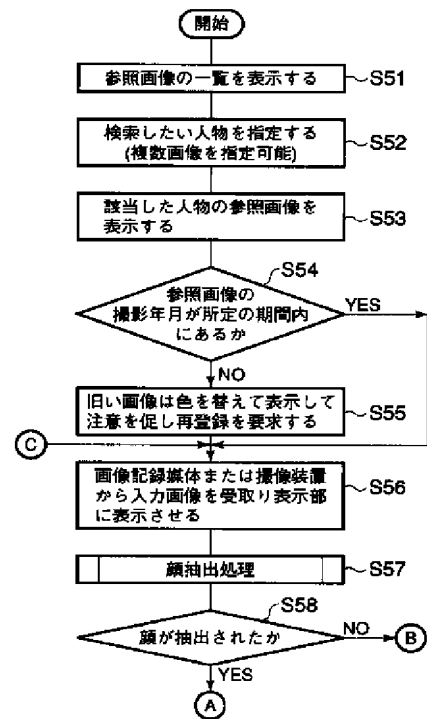 開始
参照画像の一覧を表示する
S51
検索したい人物を指定する
(複数画像を指定可能)
S52
該当した人物の参照画像を
表示する
S53
S54
参照画像の
撮影年月が所定の期間内
にあるか
YES
NO
旧い画像は色を替えて表示して
注意を促し再登録を要求する
S55
C
画像記録媒体または撮像装置
から入力画像を受取り表示部
に表示させる
S56
顔抽出処理
S57
S58
顔が抽出されたか
NO
B
YES
A